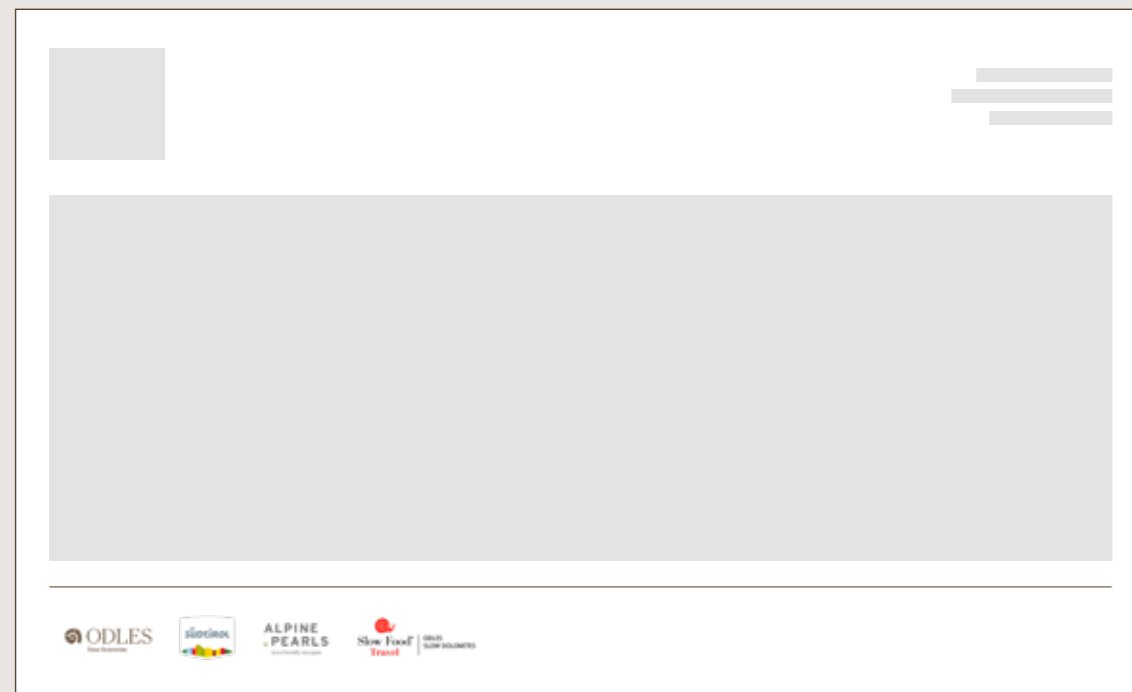 ODLES
SÜDTIROL
ALPINE
PEARLS
Slow Food®
Travel
ODLES
SLOW DOLOMITES